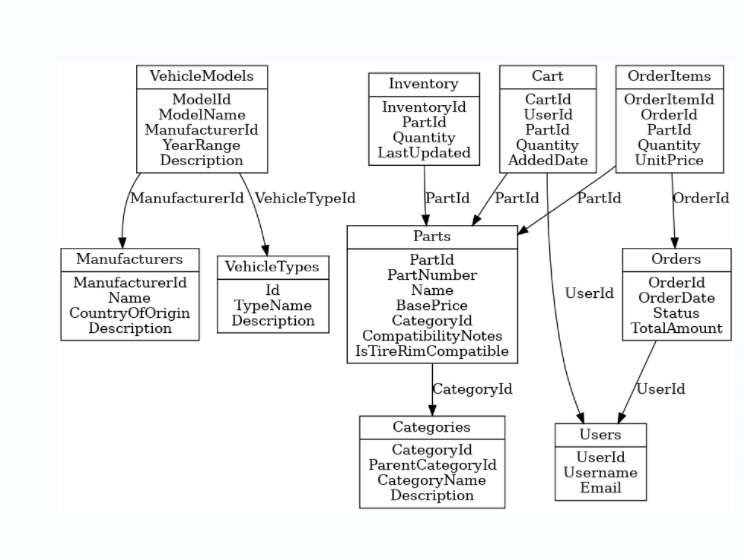 VehicleModels
ModelId
ModelName
ManufacturerId
YearRange
Description
Inventory
InventoryId
PartId
Quantity
LastUpdated
Cart
CartId
UserId
PartId
Quantity
AddedDate
OrderItems
OrderItemId
OrderId
PartId
Quantity
UnitPrice
ManufacturerId
VehicleTypeId
PartId
PartId
PartId
OrderId
Manufacturers
ManufacturerId
Name
CountryOfOrigin
Description
VehicleTypes
Id
TypeName
Description
Parts
PartId
PartNumber
Name
BasePrice
CategoryId
CompatibilityNotes
IsTireRimCompatible
UserId
Orders
OrderId
OrderDate
Status
TotalAmount
CategoryId
UserId
Categories
CategoryId
ParentCategoryId
CategoryName
Description
Users
UserId
Username
Email